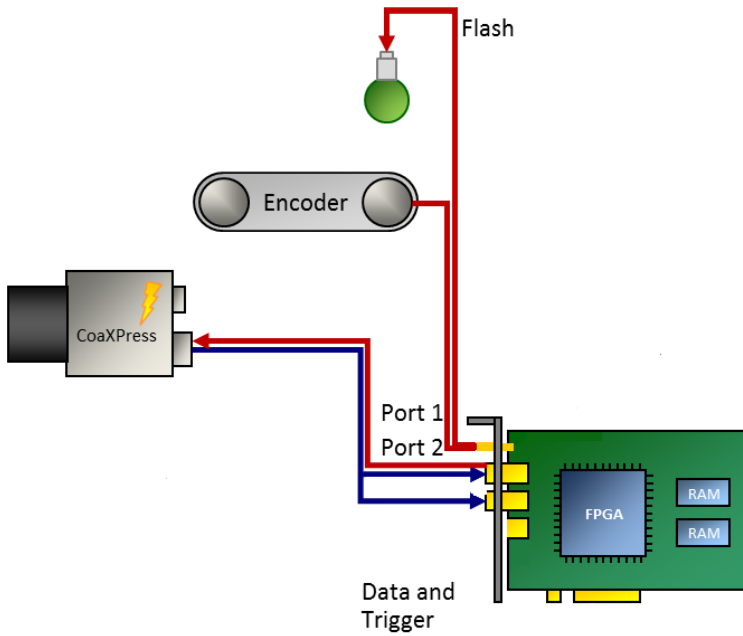 Flash
Encoder
CoaXPress
Port 1
Port 2
FPGA
RAM
RAM
Data and
Trigger